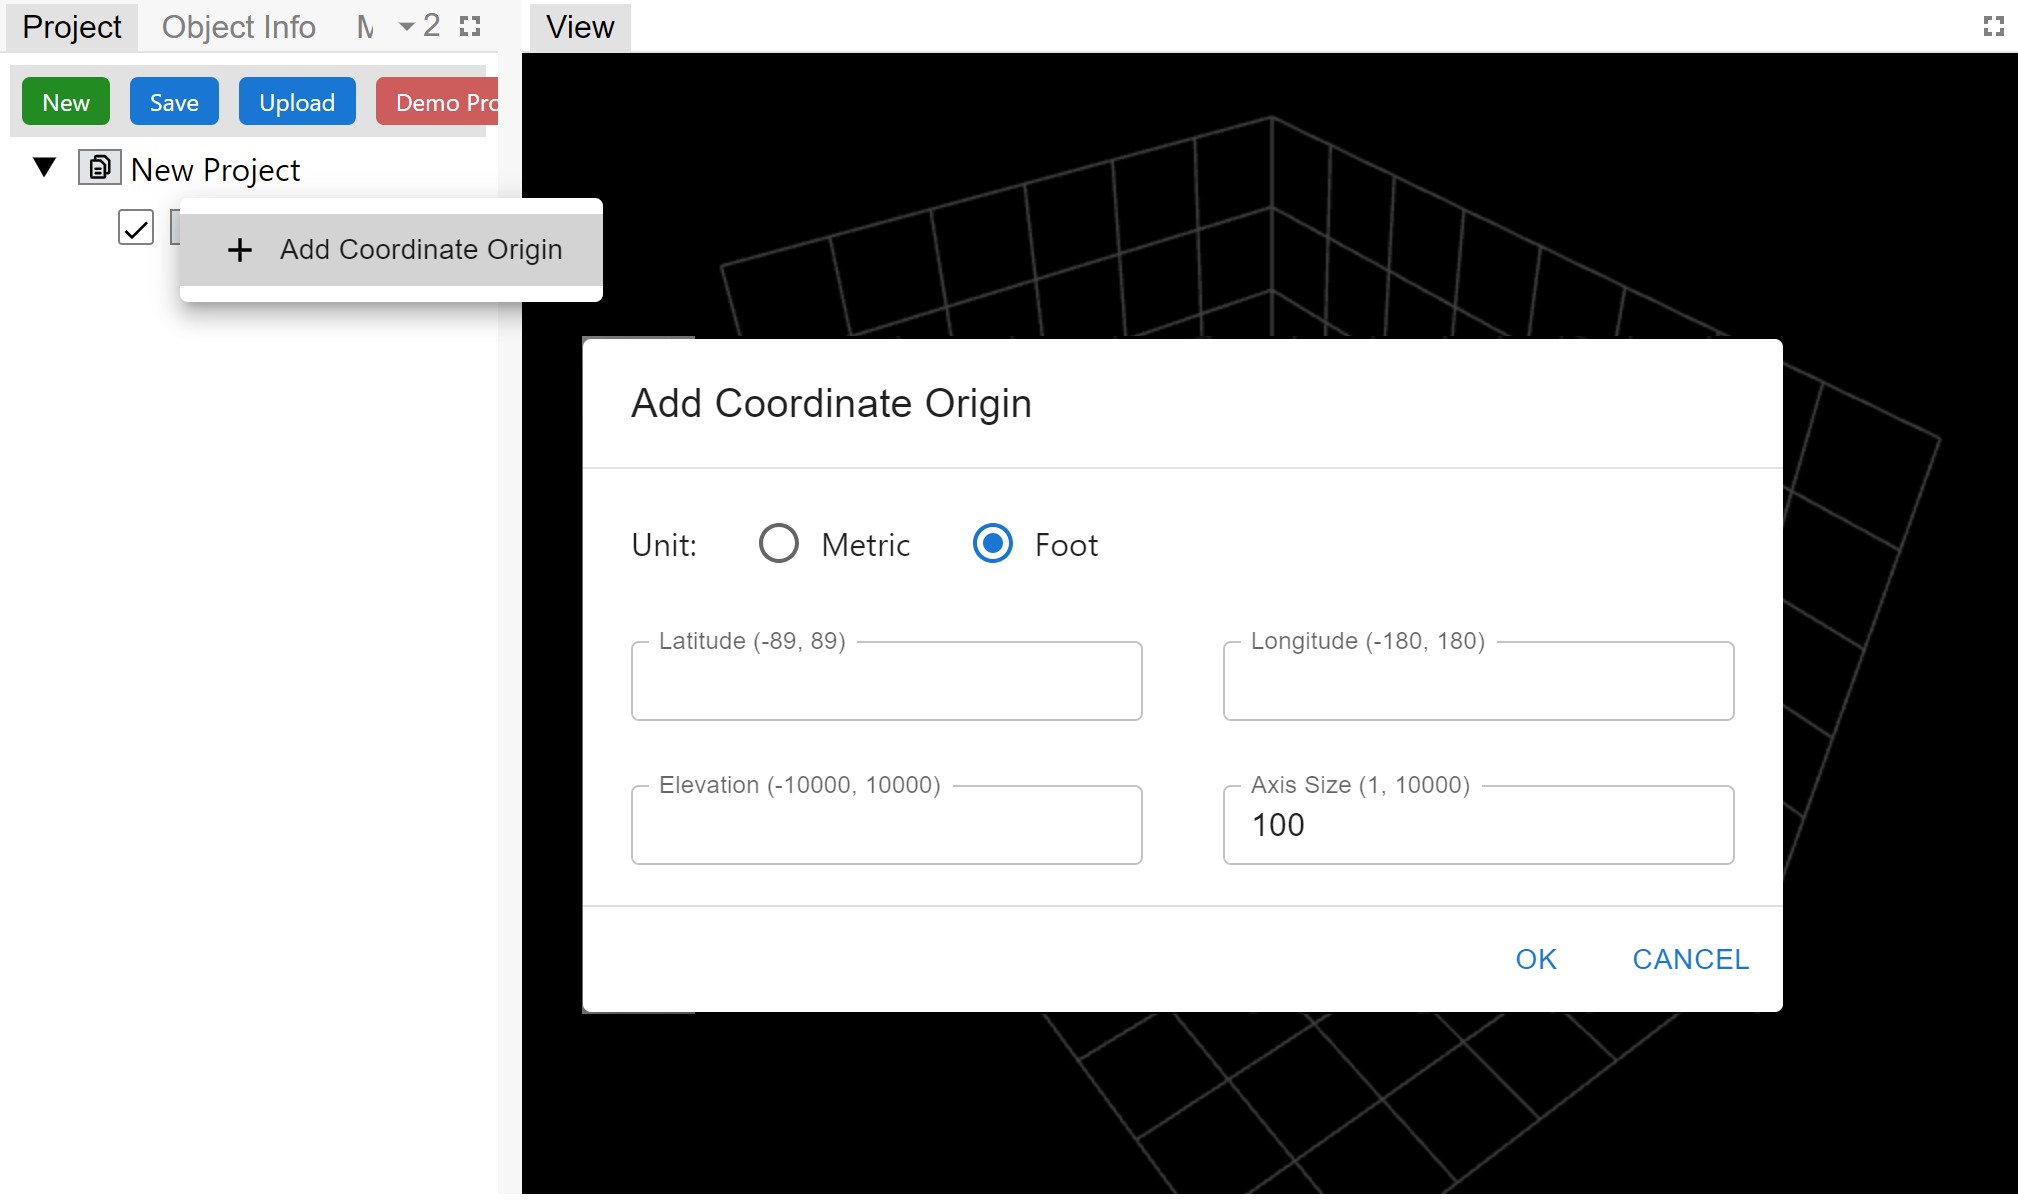 Project Object Info 2 View
New Save Upload Demo
New Project
Add Coordinate Origin
Add Coordinate Origin
Unit: Metric Foot
Latitude (-89, 89) Longitude (-180, 180)
Elevation (-10000, 10000) Axis Size (1, 10000)
100
OK CANCEL